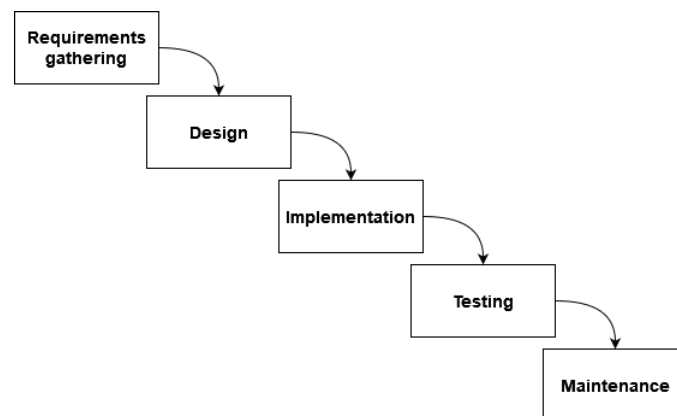 Requirements
gathering
Design
Implementation
Testing
Maintenance